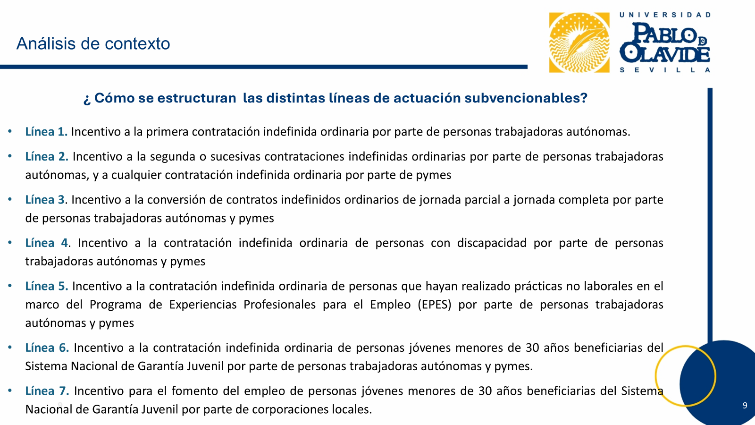 Análisis de contexto
UNIVERSIDAD
PABLO DE
OLAVIDE
SEVILLA
¿ Cómo se estructuran las distintas líneas de actuación subvencionables?
• Línea 1. Incentivo a la primera contratación indefinida ordinaria por parte de personas trabajadoras autónomas.
• Línea 2. Incentivo a la segunda o sucesivas contrataciones indefinidas ordinarias por parte de personas trabajadoras
autónomas, y a cualquier contratación indefinida ordinaria por parte de pymes
• Línea 3. Incentivo a la conversión de contratos indefinidos ordinarios de jornada parcial a jornada completa por parte
de personas trabajadoras autónomas y pymes
• Línea 4. Incentivo a la contratación indefinida ordinaria de personas con discapacidad por parte de personas
trabajadoras autónomas y pymes
• Línea 5. Incentivo a la contratación indefinida ordinaria de personas que hayan realizado prácticas no laborales en el
marco del Programa de Experiencias Profesionales para el Empleo (EPES) por parte de personas trabajadoras
autónomas y pymes
• Línea 6. Incentivo a la contratación indefinida ordinaria de personas jóvenes menores de 30 años beneficiarias del
Sistema Nacional de Garantía Juvenil por parte de personas trabajadoras autónomas y pymes.
• Línea 7. Incentivo para el fomento del empleo de personas jóvenes menores de 30 años beneficiarias del Sistema
Nacional de Garantía Juvenil por parte de corporaciones locales.
9